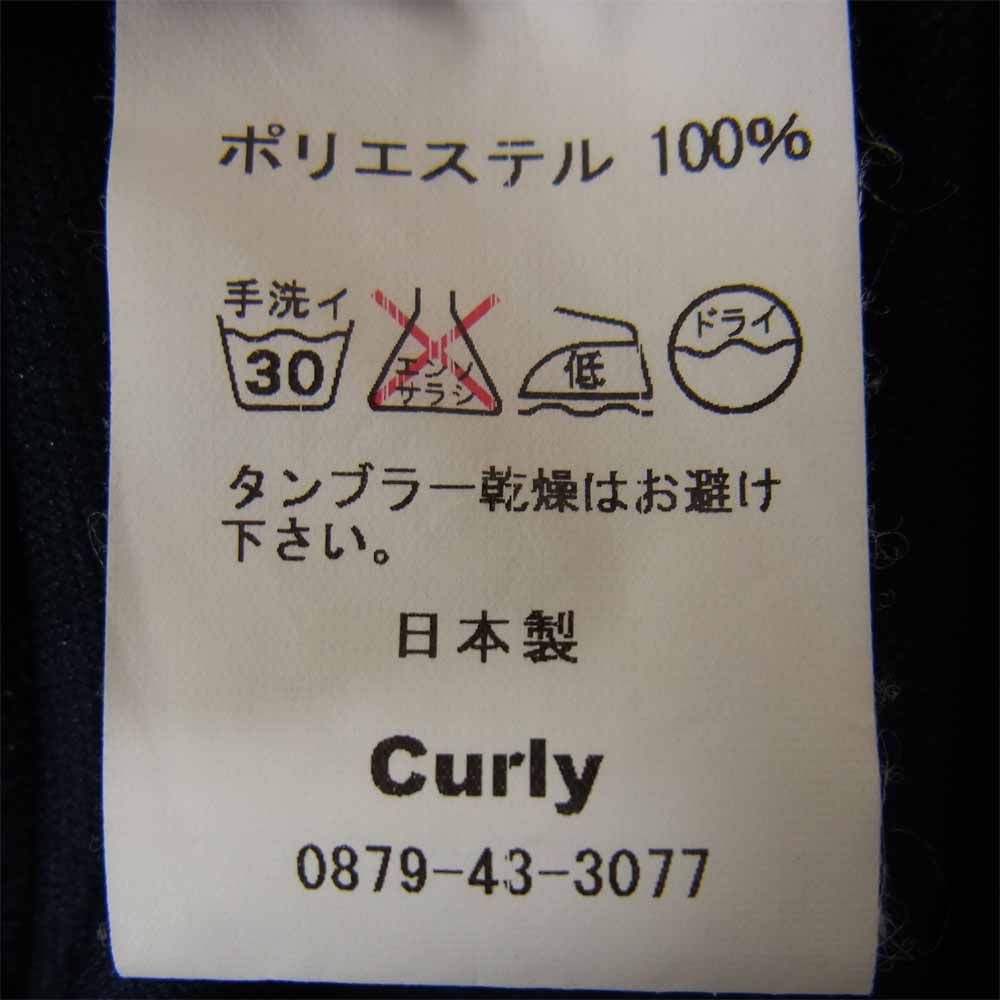 ポリエステル 100%
手洗イ
30
エンソ
サラシ
低
ドライ
タンブラー乾燥はお避け
下さい。
日本製
Curly
0879-43-3077